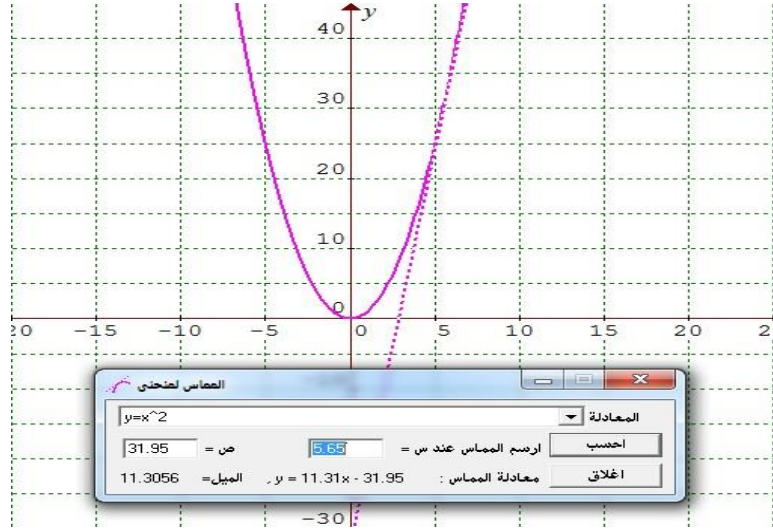 y
40
30
20
10
0
20 -15 -10 -5 0 5 10 15 20 2
المماس لمنحنى
المعادلة y=x^2
احسب ارسم المماس عند س = 5.65 ص = 31.95
اغلاق معادلة المماس : y = 11.31x - 31.95 , الميل= 11.3056
-30